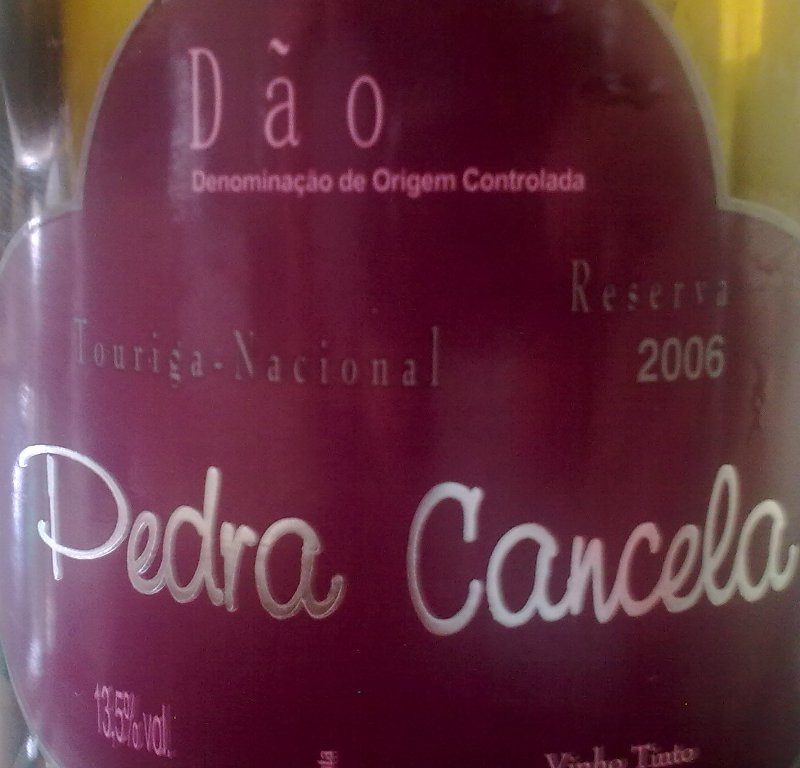 Dão
Denominação de Origem Controlada
Reserva
Touriga-Nacional
2006
Pedra Cancela
13,5% vol.
Vinho Tinto